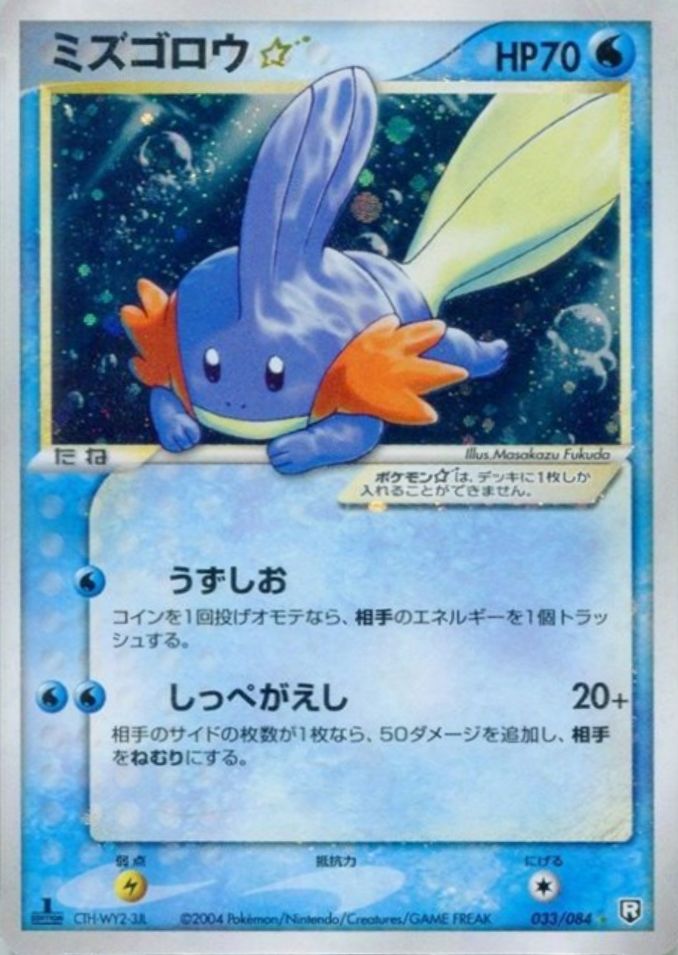 ミズゴロウ☆
HP70
たね
Illus.Masakazu Fukuda
ポケモン☆は、デッキに1枚しか
入れることができません。
うずしお
コインを1回投げオモテなら、相手のエネルギーを1個トラッ
シュする。
しっぺがえし 20+
相手のサイドの枚数が1枚なら、50ダメージを追加し、相手
をねむりにする。
弱点 抵抗力 にげる
1 EDITION CTH-WY2-3JL ©2004 Pokémon/Nintendo/Creatures/GAME FREAK 033/084 ★ R